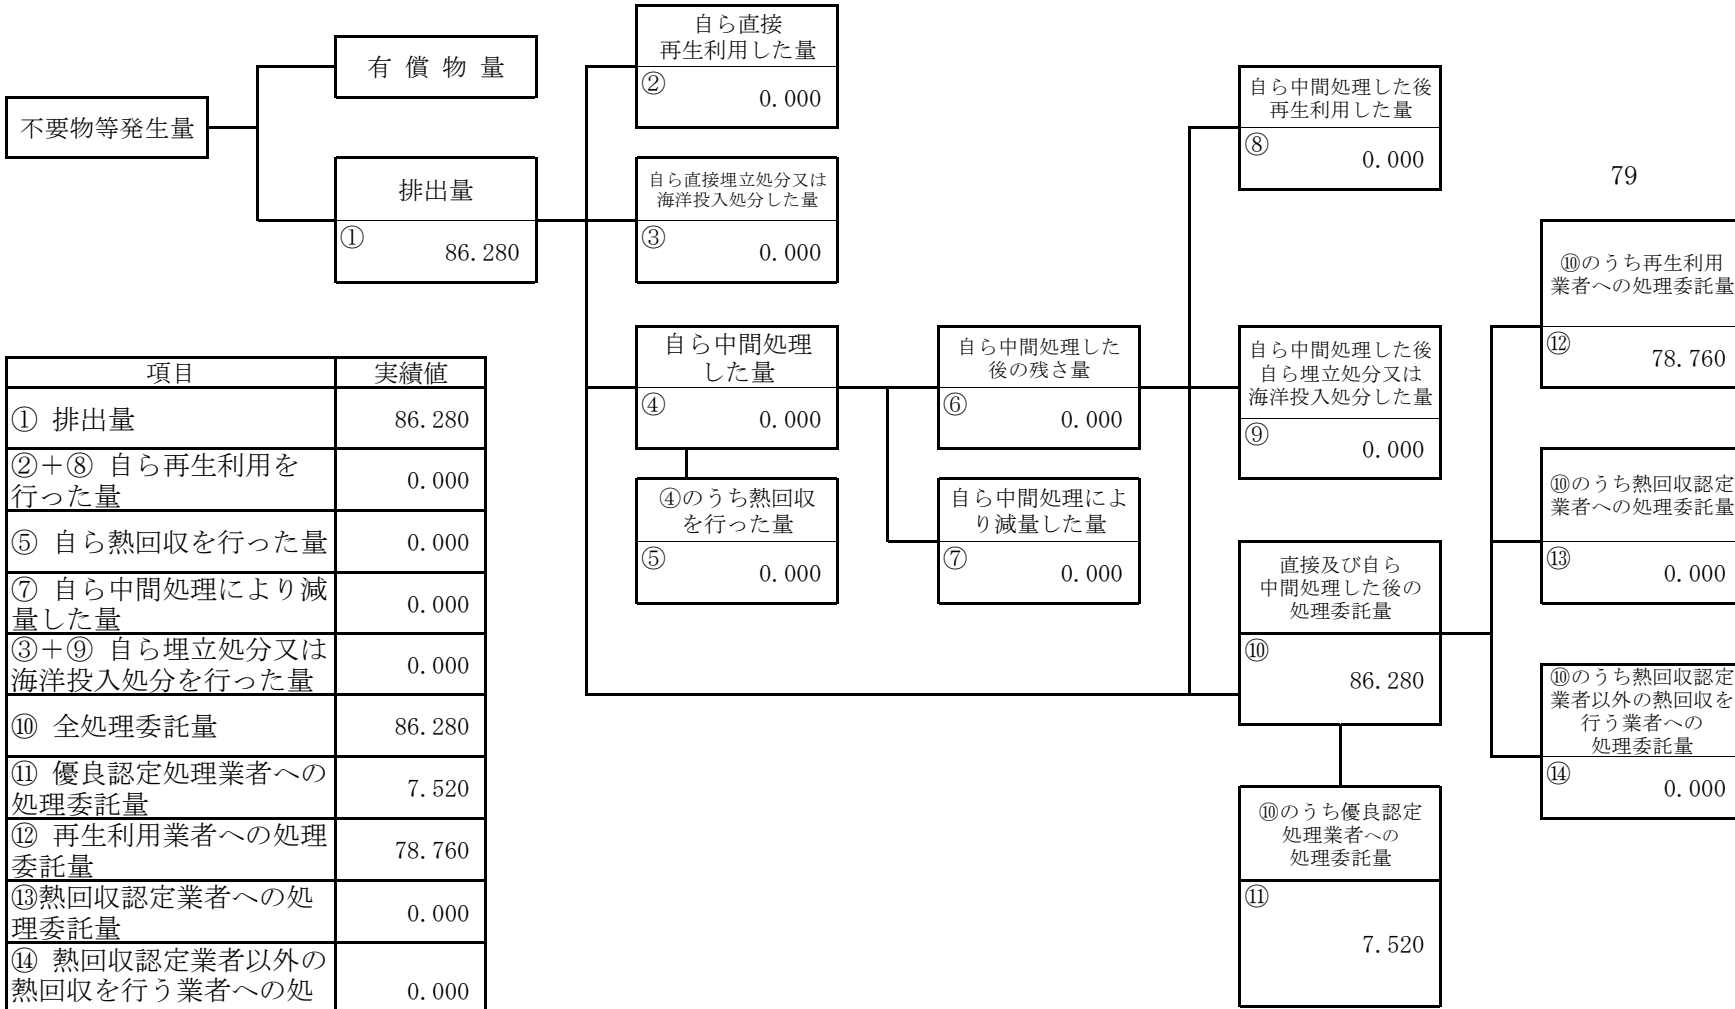 不要物等発生量
有 償 物 量
排出量
①
86.280
自ら直接
再生利用した量
②
0.000
自ら直接埋立処分又は
海洋投入処分した量
③
0.000
自ら中間処理
した量
④
0.000
④のうち熱回収
を行った量
⑤
0.000
自ら中間処理した
後の残さ量
⑥
0.000
自ら中間処理によ
り減量した量
⑦
0.000
自ら中間処理した後
再生利用した量
⑧
0.000
自ら中間処理した後
自ら埋立処分又は
海洋投入処分した量
⑨
0.000
直接及び自ら
中間処理した後の
処理委託量
⑩
86.280
⑩のうち優良認定
処理業者への
処理委託量
⑪
7.520
79
⑩のうち再生利用
業者への処理委託量
⑫
78.760
⑩のうち熱回収認定
業者への処理委託量
⑬
0.000
⑩のうち熱回収認定
業者以外の熱回収を
行う業者への
処理委託量
⑭
0.000
項目 実績値
① 排出量 86.280
②+⑧ 自ら再生利用を
行った量 0.000
⑤ 自ら熱回収を行った量 0.000
⑦ 自ら中間処理により減
量した量 0.000
③+⑨ 自ら埋立処分又は
海洋投入処分を行った量 0.000
⑩ 全処理委託量 86.280
⑪ 優良認定処理業者への
処理委託量 7.520
⑫ 再生利用業者への処理
委託量 78.760
⑬熱回収認定業者への処
理委託量 0.000
⑭ 熱回収認定業者以外の
熱回収を行う業者への処 0.000